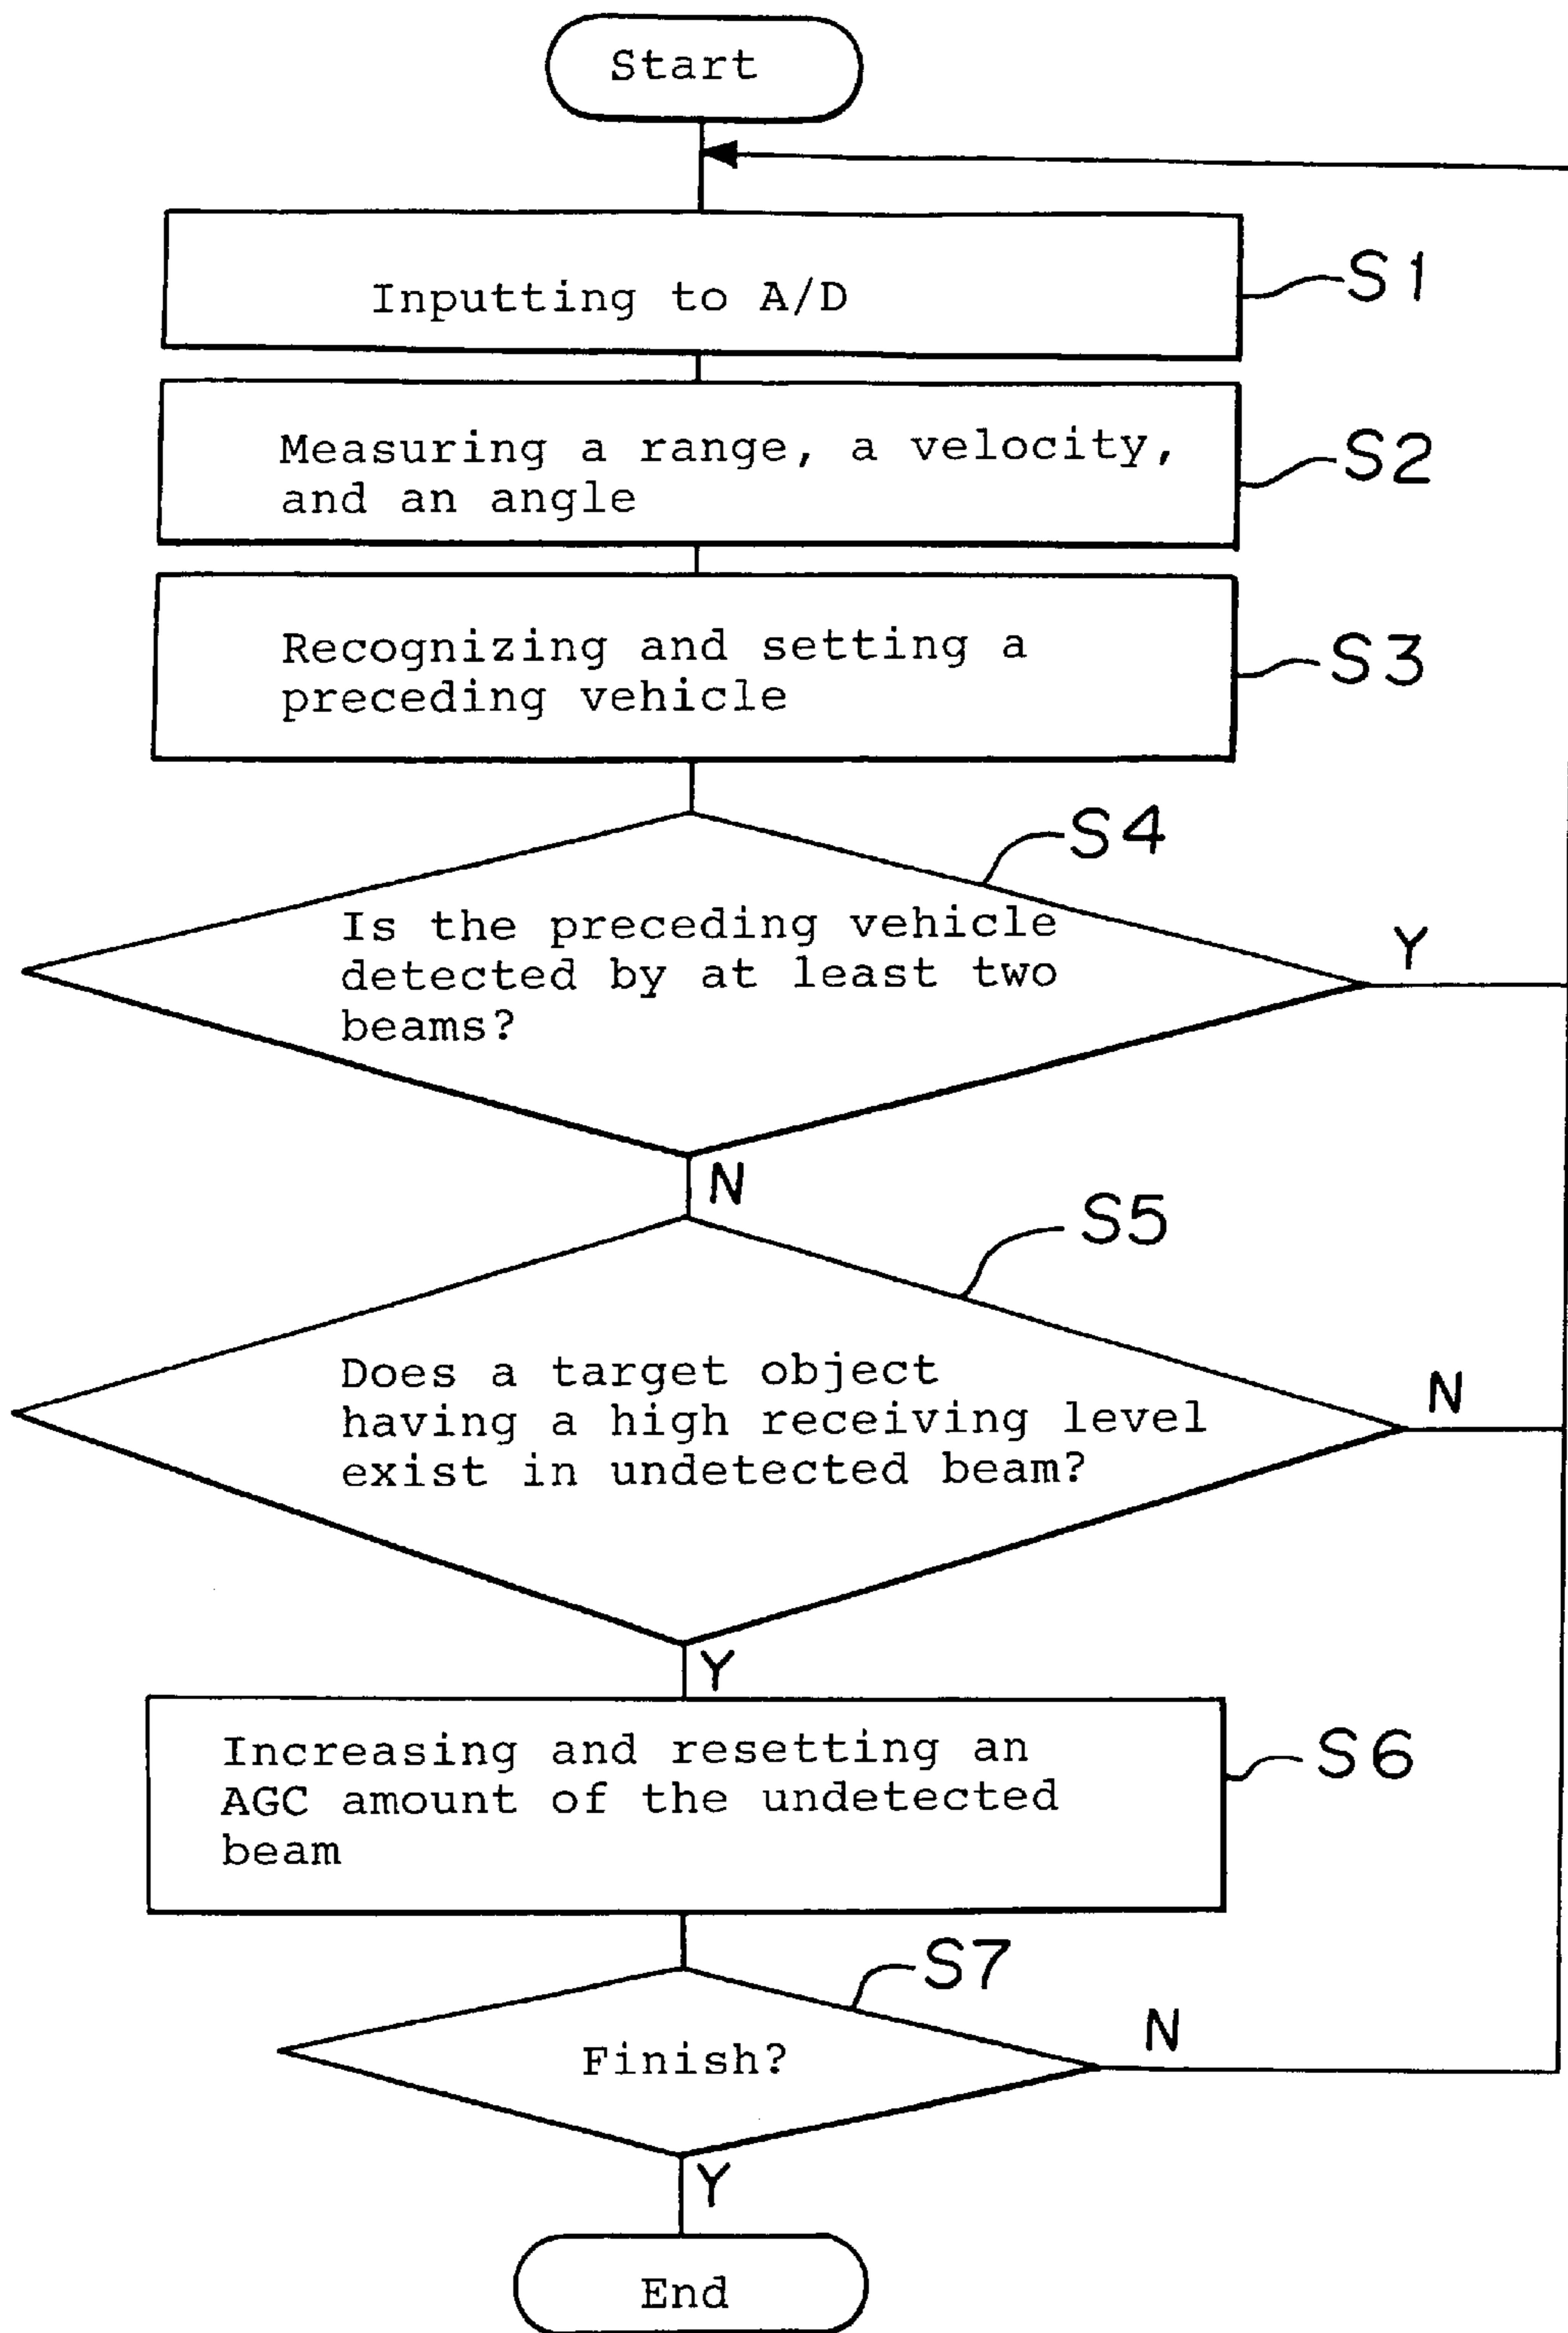 Start
Inputting to A/D
S1
Measuring a range, a velocity,
and an angle
S2
Recognizing and setting a
preceding vehicle
S3
S4
Is the preceding vehicle
detected by at least two
beams?
Y
N
S5
Does a target object
having a high receiving level
exist in undetected beam?
N
Y
Increasing and resetting an
AGC amount of the undetected
beam
S6
S7
Finish?
N
Y
End